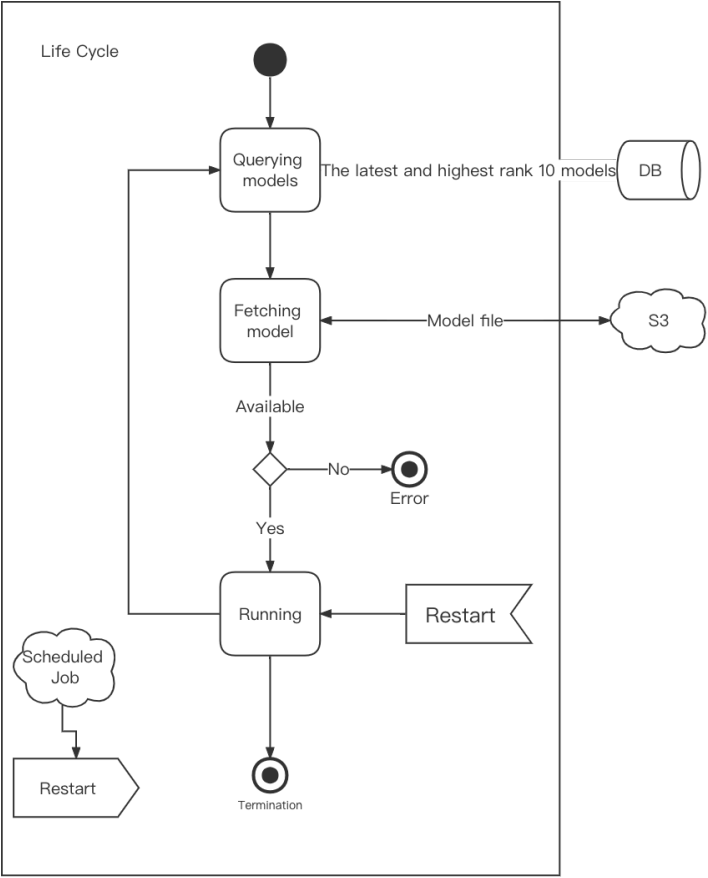 Life Cycle
Querying
models
The latest and highest rank 10 models
DB
Fetching
model
Model file
S3
Available
No
Error
Yes
Running
Restart
Scheduled
Job
Restart
Termination